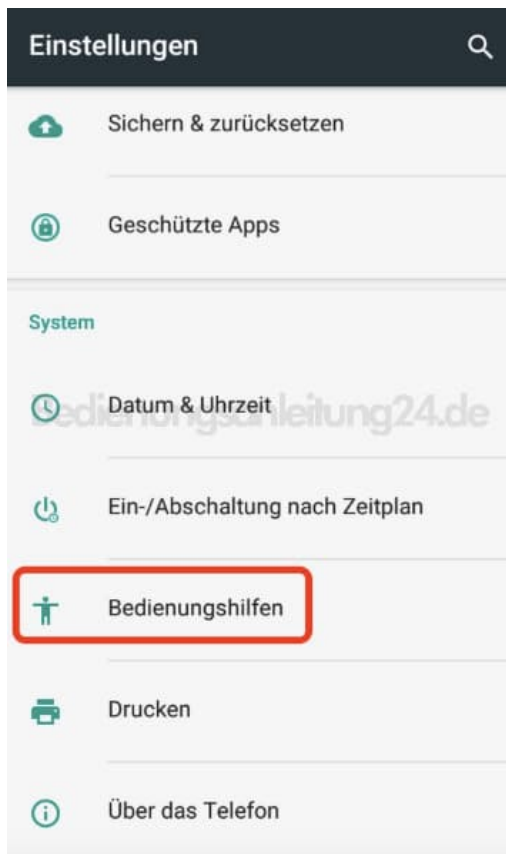 Einstellungen
Sichern & zurücksetzen
Geschützte Apps
System
Datum & Uhrzeit
bedienungsanleitung24.de
Ein-/Abschaltung nach Zeitplan
Bedienungshilfen
Drucken
Über das Telefon